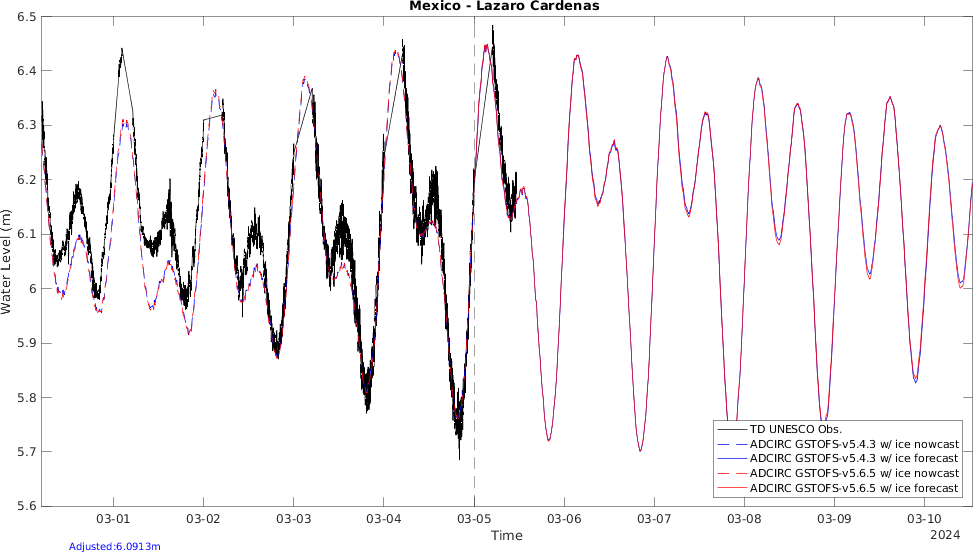 Mexico - Lazaro Cardenas
6.5
6.4
6.3
6.2
6.1
6
5.9
5.8
5.7
5.6
Water Level (m)
TD UNESCO Obs.
ADCIRC GSTOFS-v5.4.3 w/ ice nowcast
ADCIRC GSTOFS-v5.4.3 w/ ice forecast
ADCIRC GSTOFS-v5.6.5 w/ ice nowcast
ADCIRC GSTOFS-v5.6.5 w/ ice forecast
03-01 03-02 03-03 03-04 03-05 03-06 03-07 03-08 03-09 03-10
Time
2024
Adjusted:6.0913m